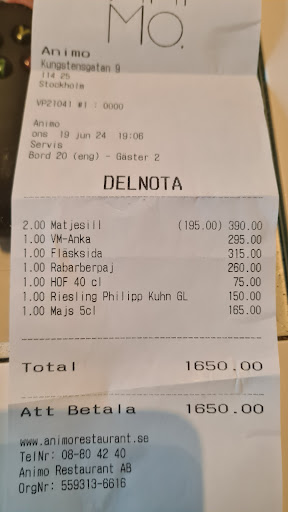 MO.
Animo
Kungstensgatan 9
114 25
Stockholm
VP21041 #1 : 0000
Animo
ons 19 jun 24 19:06
Servis
Bord 20 (eng) - Gäster 2
DELNOTA
2.00 Matjesill (195.00) 390.00
1.00 VM-Anka 295.00
1.00 Fläsksida 315.00
1.00 Rabarberpaj 260.00
1.00 HOF 40 cl 75.00
1.00 Riesling Philipp Kuhn GL 150.00
1.00 Majs 5cl 165.00
Total 1650.00
Att Betala 1650.00
www.animorestaurant.se
TelNr: 08-60 42 40
Animo Restaurant AB
OrgNr: 559313-6616